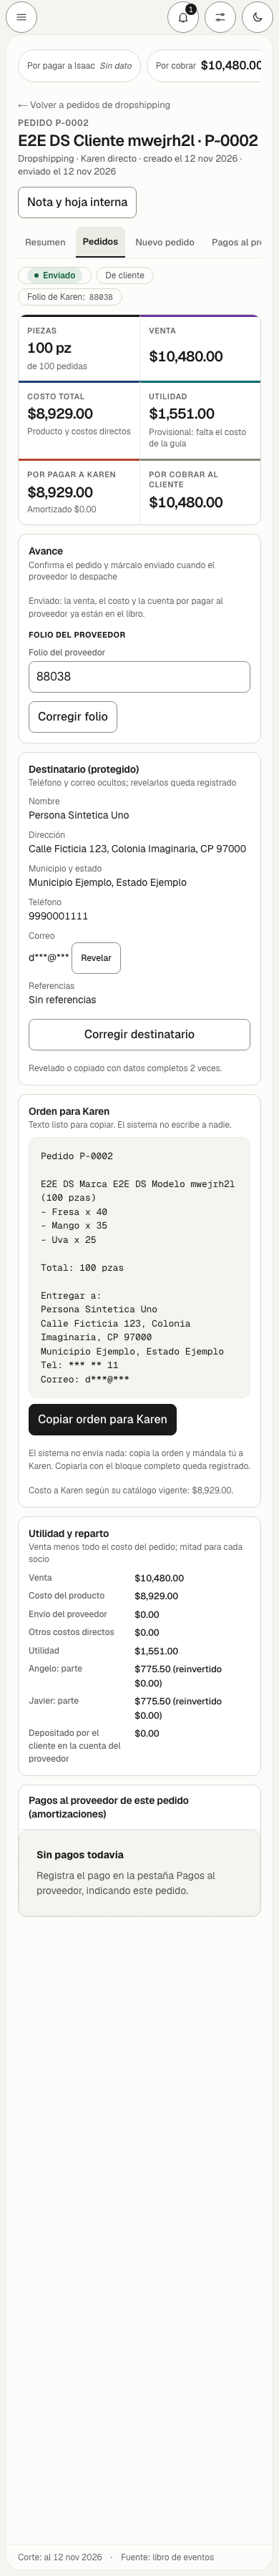 1
Por pagar a Isaac Sin dato
Por cobrar $10,480.00
← Volver a pedidos de dropshipping
PEDIDO P-0002
E2E DS Cliente mwejrh2l · P-0002
Dropshipping · Karen directo · creado el 12 nov 2026 ·
enviado el 12 nov 2026
Nota y hoja interna
Resumen Pedidos Nuevo pedido Pagos al pro
Enviado De cliente
Folio de Karen: 88038
PIEZAS
100 pz
de 100 pedidas
VENTA
$10,480.00
COSTO TOTAL
$8,929.00
Producto y costos directos
UTILIDAD
$1,551.00
Provisional: falta el costo
de la guía
POR PAGAR A KAREN
$8,929.00
Amortizado $0.00
POR COBRAR AL
CLIENTE
$10,480.00
Avance
Confirma el pedido y márcalo enviado cuando el
proveedor lo despache
Enviado: la venta, el costo y la cuenta por pagar al
proveedor ya están en el libro.
FOLIO DEL PROVEEDOR
Folio del proveedor
88038
Corregir folio
Destinatario (protegido)
Teléfono y correo ocultos; revelarlos queda registrado
Nombre
Persona Sintetica Uno
Dirección
Calle Ficticia 123, Colonia Imaginaria, CP 97000
Municipio y estado
Municipio Ejemplo, Estado Ejemplo
Teléfono
9990001111
Correo
d***@*** Revelar
Referencias
Sin referencias
Corregir destinatario
Revelado o copiado con datos completos 2 veces.
Orden para Karen
Texto listo para copiar. El sistema no escribe a nadie.
Pedido P-0002
E2E DS Marca E2E DS Modelo mwejrh2l
(100 pzas)
- Fresa x 40
- Mango x 35
- Uva x 25
Total: 100 pzas
Entregar a:
Persona Sintetica Uno
Calle Ficticia 123, Colonia
Imaginaria, CP 97000
Municipio Ejemplo, Estado Ejemplo
Tel: *** ** 11
Correo: d***@***
Copiar orden para Karen
El sistema no envía nada: copia la orden y mándala tú a
Karen. Copiarla con el bloque completo queda registrado.
Costo a Karen según su catálogo vigente: $8,929.00.
Utilidad y reparto
Venta menos todo el costo del pedido; mitad para cada
socio
Venta $10,480.00
Costo del producto $8,929.00
Envío del proveedor $0.00
Otros costos directos $0.00
Utilidad $1,551.00
Angelo: parte $775.50 (reinvertido
$0.00)
Javier: parte $775.50 (reinvertido
$0.00)
Depositado por el $0.00
cliente en la cuenta del
proveedor
Pagos al proveedor de este pedido
(amortizaciones)
Sin pagos todavía
Registra el pago en la pestaña Pagos al
proveedor, indicando este pedido.
Corte: al 12 nov 2026 · Fuente: libro de eventos